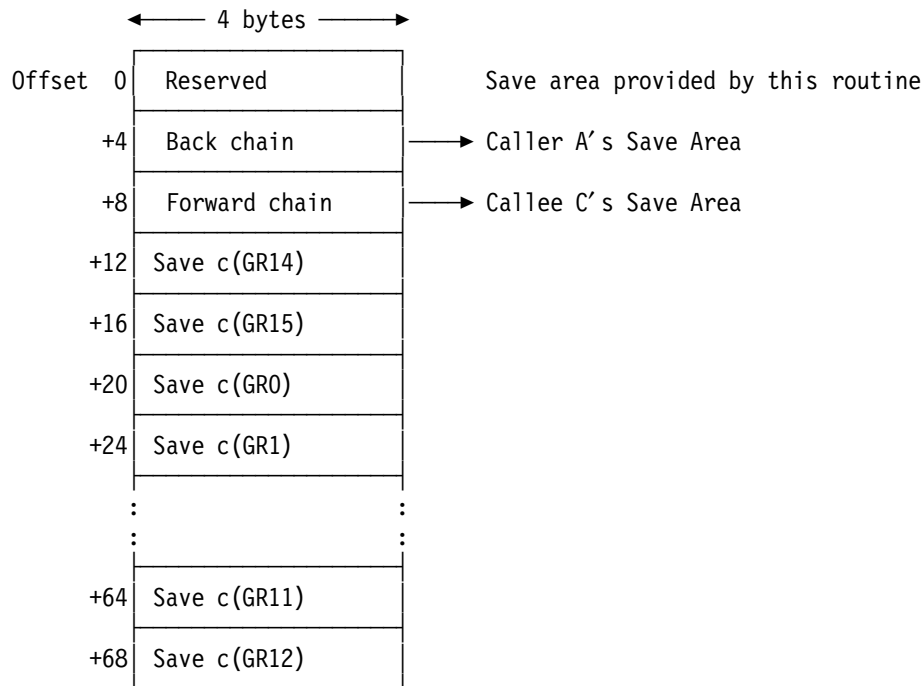 4 bytes
Offset 0 Reserved Save area provided by this routine
+4 Back chain Caller A′s Save Area
+8 Forward chain Callee C′s Save Area
+12 Save c(GR14)
+16 Save c(GR15)
+20 Save c(GR0)
+24 Save c(GR1)
: :
: :
+64 Save c(GR11)
+68 Save c(GR12)